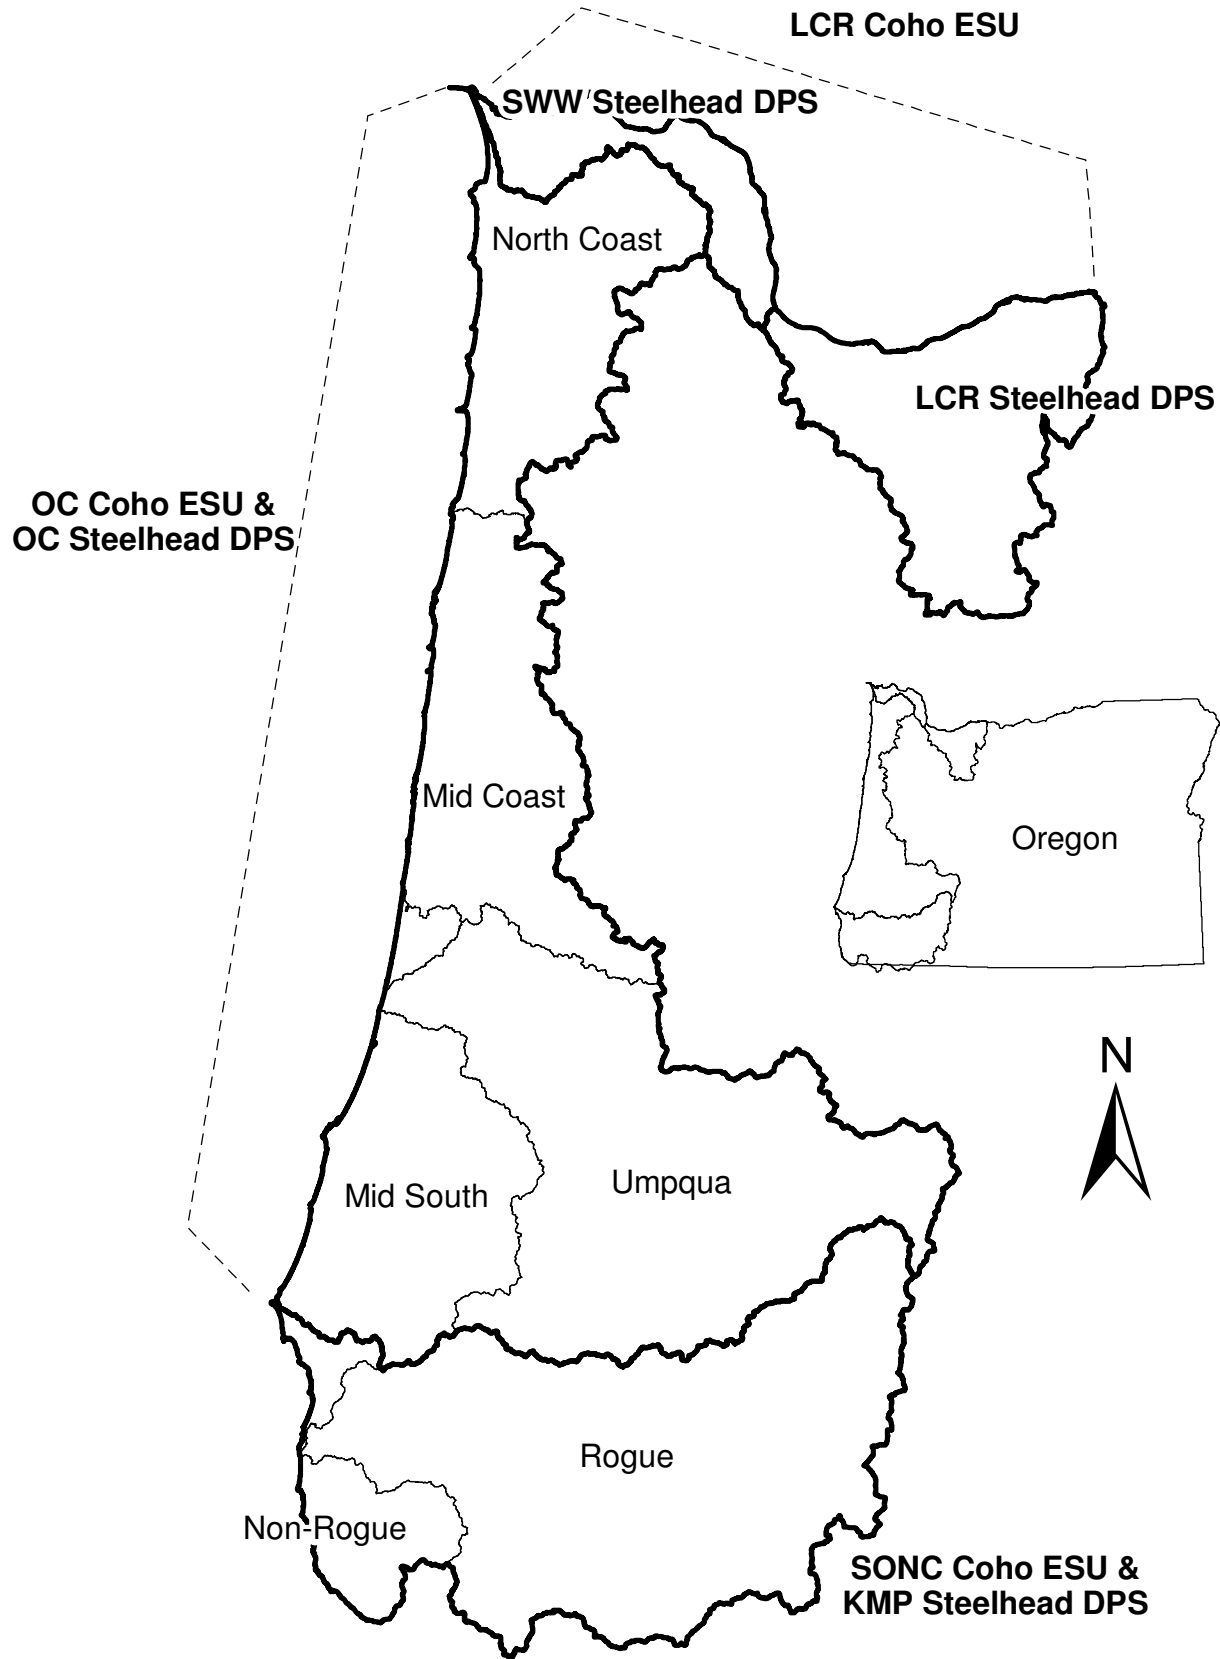 LCR Coho ESU
SWW Steelhead DPS
North Coast
LCR Steelhead DPS
OC Coho ESU &
OC Steelhead DPS
Mid Coast
Oregon
N
Umpqua
Mid South
Rogue
Non-Rogue
SONC Coho ESU &
KMP Steelhead DPS